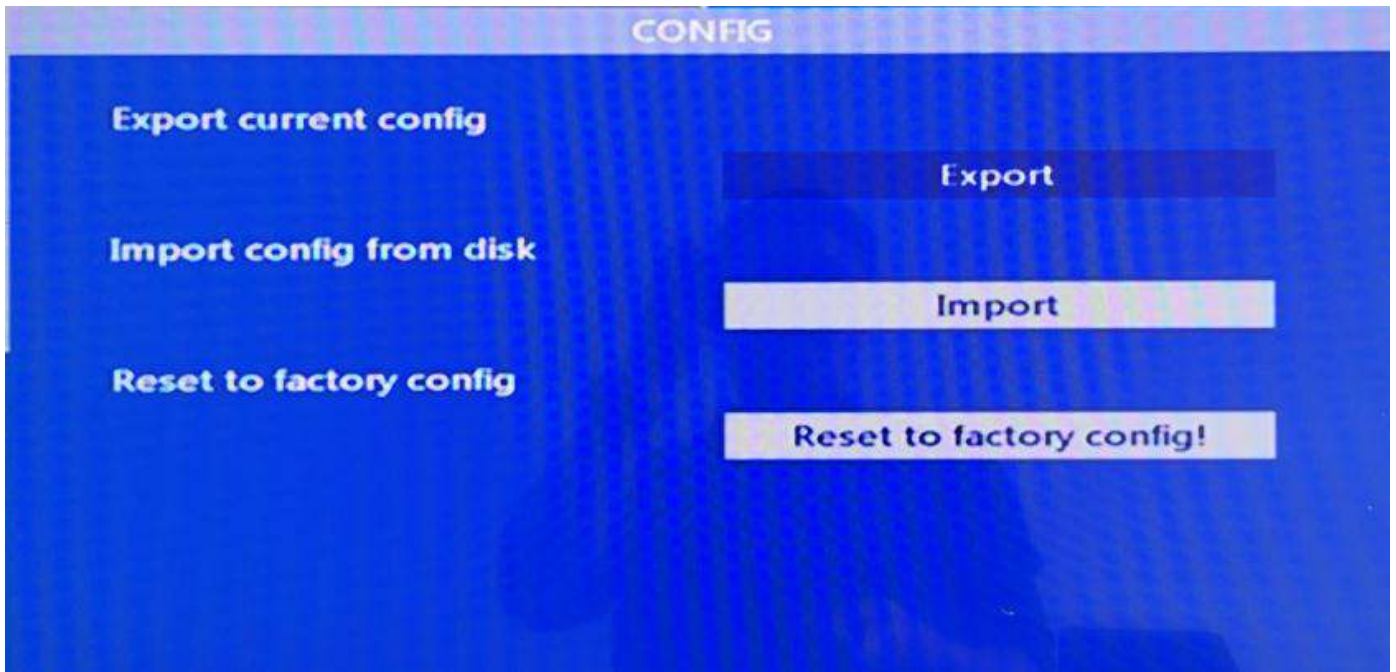 CONFIG
Export current config
Export
Import config from disk
Import
Reset to factory config
Reset to factory config!